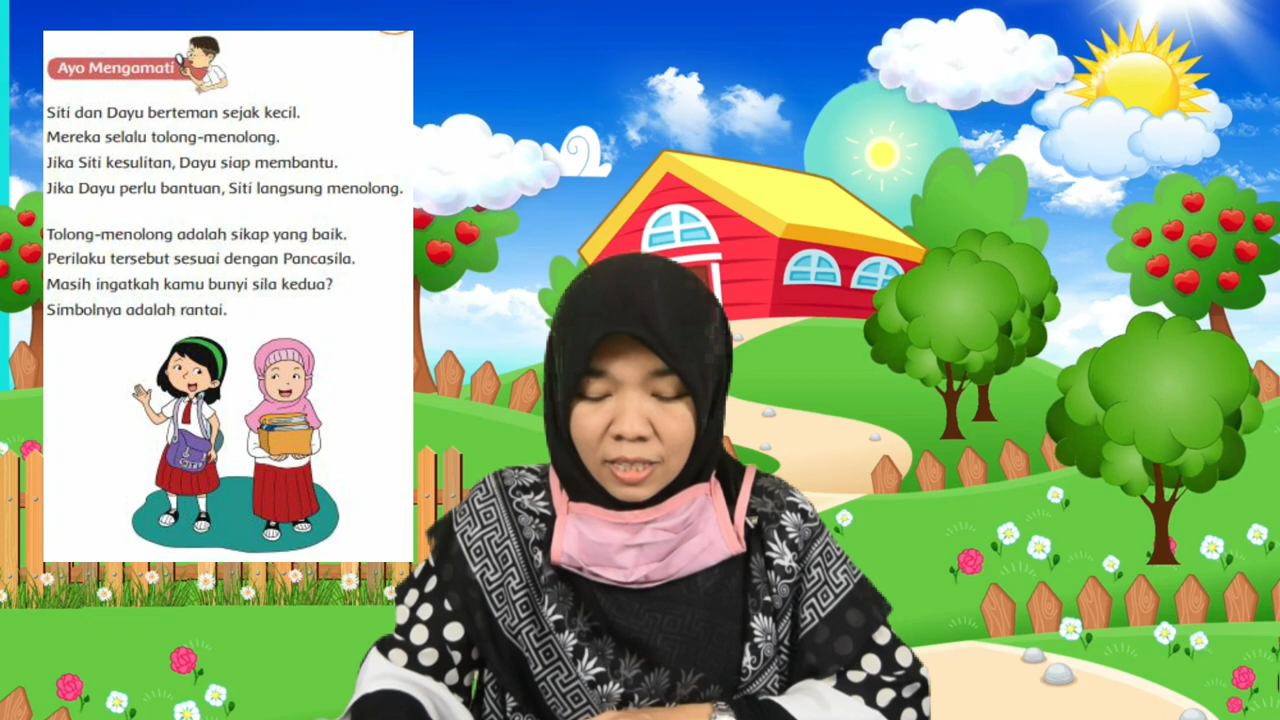 Ayo Mengamati
Siti dan Dayu berteman sejak kecil.
Mereka selalu tolong-menolong.
Jika Siti kesulitan, Dayu siap membantu.
Jika Dayu perlu bantuan, Siti langsung menolong.
Tolong-menolong adalah sikap yang baik.
Perilaku tersebut sesuai dengan Pancasila.
Masih ingatkah kamu bunyi sila kedua?
Simbolnya adalah rantai.